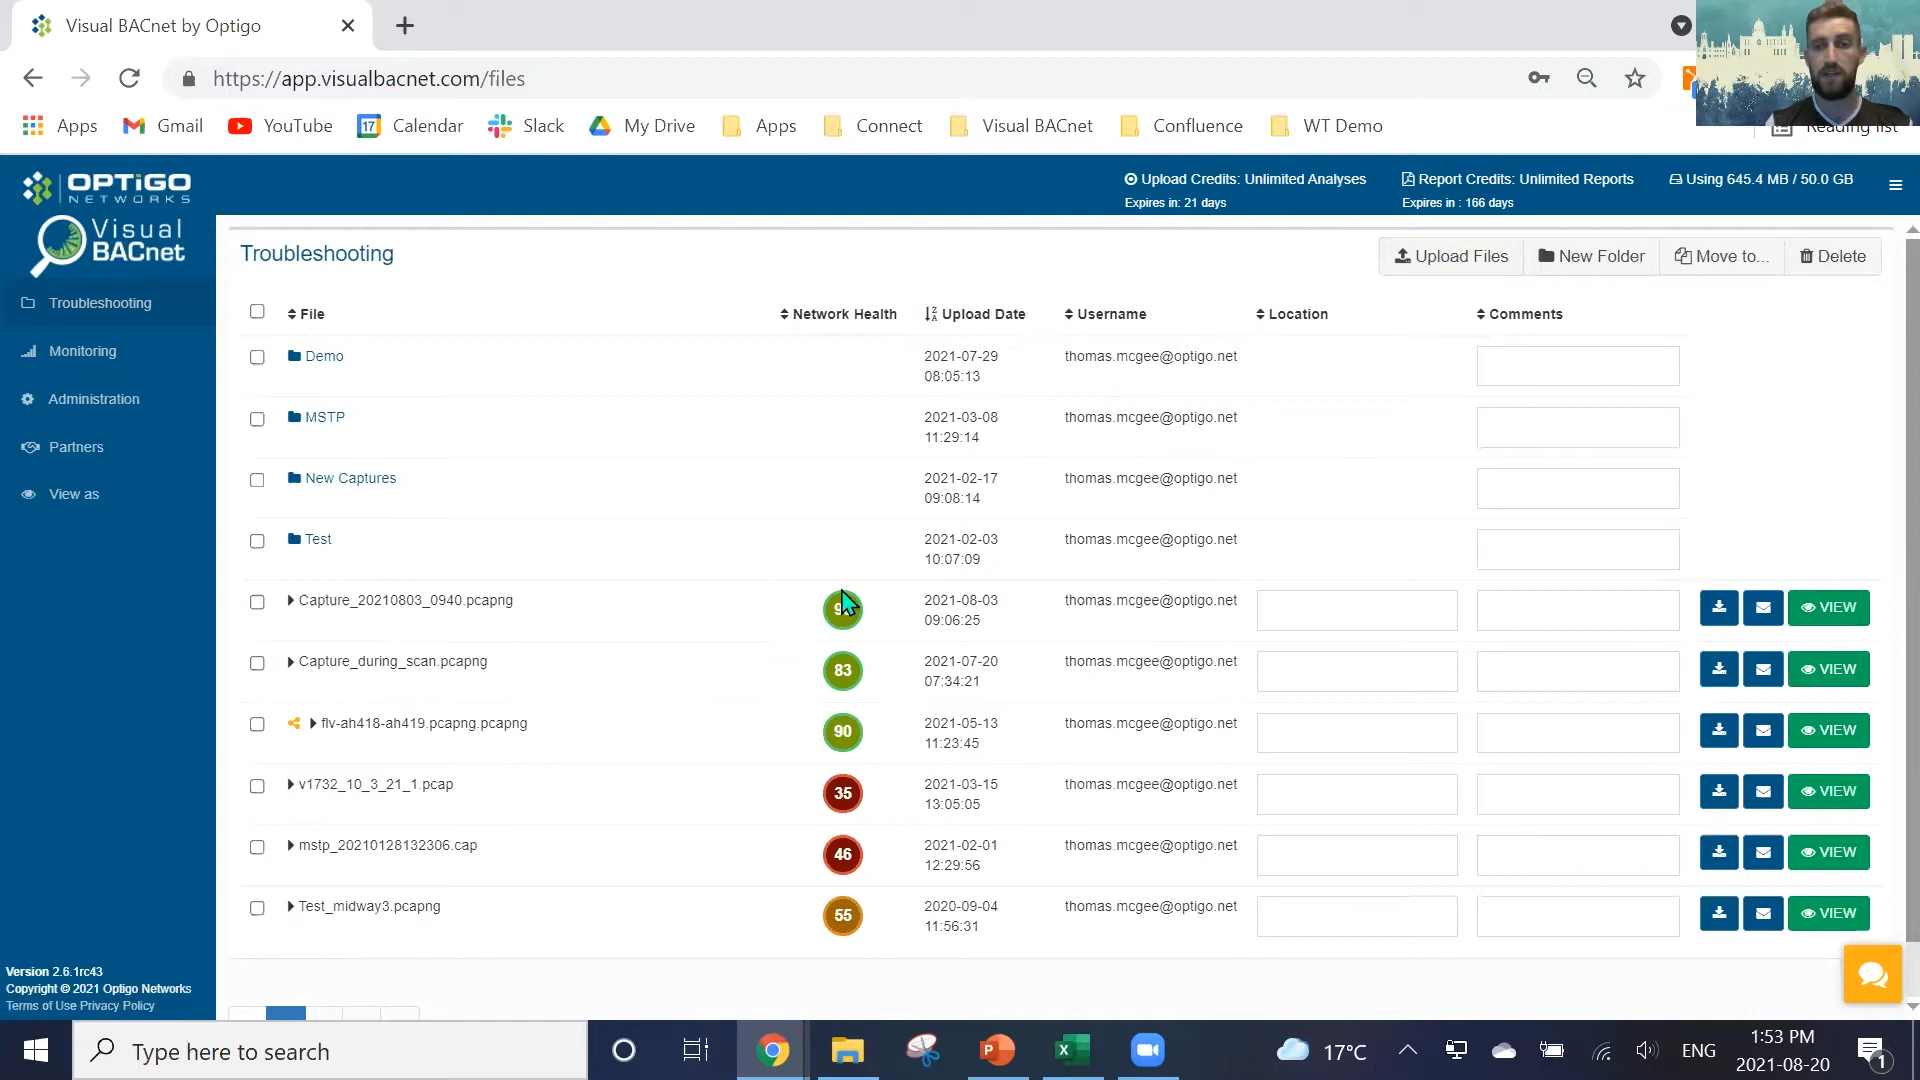 Visual BACnet by Optigo
https://app.visualbacnet.com/files
Apps
Gmail
YouTube
17
Calendar
Slack
My Drive
Apps
Connect
Visual BACnet
Confluence
WT Demo
Reading list
OPTIGO
NETWORKS
Visual
BACnet
Upload Credits: Unlimited Analyses
Expires in: 21 days
Report Credits: Unlimited Reports
Expires in : 166 days
Using 645.4 MB / 50.0 GB
Troubleshooting
Monitoring
Administration
Partners
View as
Troubleshooting
Upload Files
New Folder
Move to...
Delete
File
Network Health
Upload Date
Username
Location
Comments
Demo
2021-07-29
08:05:13
thomas.mcgee@optigo.net
MSTP
2021-03-08
11:29:14
thomas.mcgee@optigo.net
New Captures
2021-02-17
09:08:14
thomas.mcgee@optigo.net
Test
2021-02-03
10:07:09
thomas.mcgee@optigo.net
Capture_20210803_0940.pcapng
2021-08-03
09:06:25
thomas.mcgee@optigo.net
VIEW
Capture_during_scan.pcapng
83
2021-07-20
07:34:21
thomas.mcgee@optigo.net
VIEW
flv-ah418-ah419.pcapng.pcapng
90
2021-05-13
11:23:45
thomas.mcgee@optigo.net
VIEW
v1732_10_3_21_1.pcap
35
2021-03-15
13:05:05
thomas.mcgee@optigo.net
VIEW
mstp_20210128132306.cap
46
2021-02-01
12:29:56
thomas.mcgee@optigo.net
VIEW
Test_midway3.pcapng
55
2020-09-04
11:56:31
thomas.mcgee@optigo.net
VIEW
Version 2.6.1rc43
Copyright © 2021 Optigo Networks
Terms of Use Privacy Policy
Type here to search
17°C
ENG
1:53 PM
2021-08-20
1